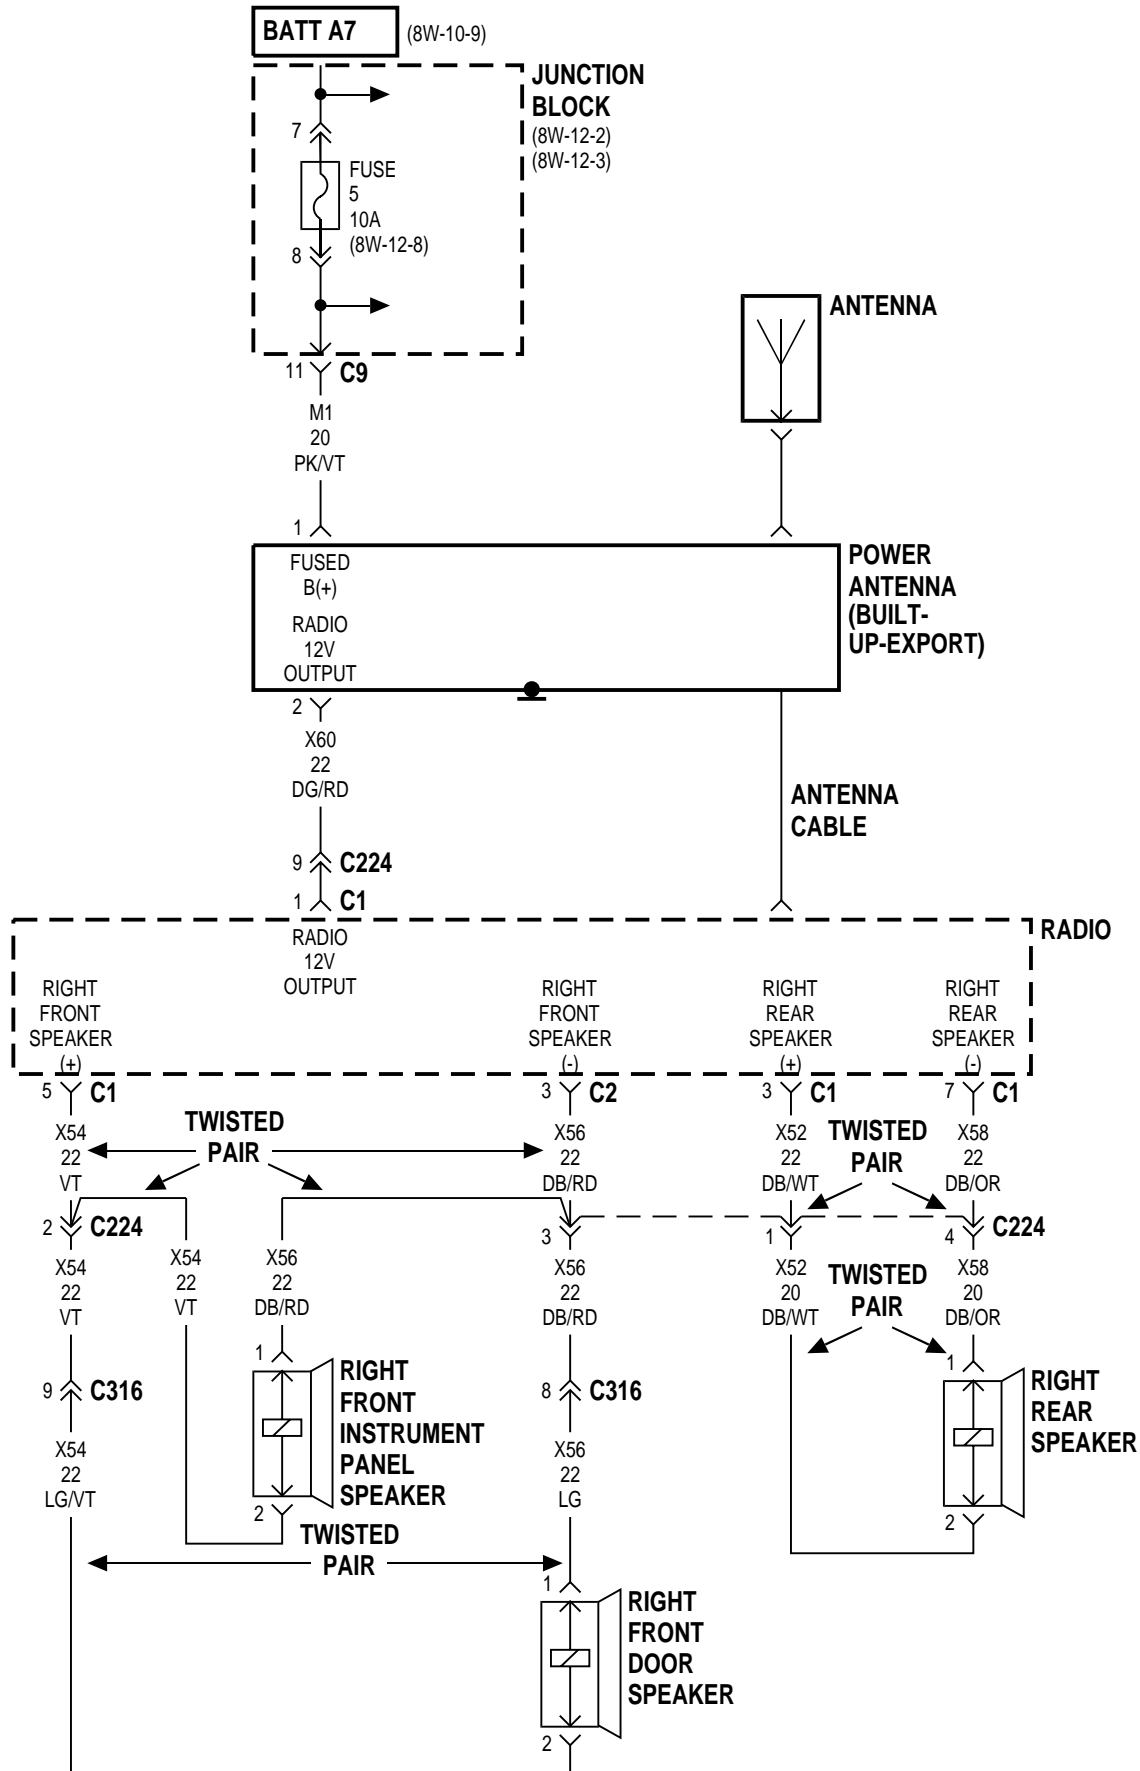 BATT A7
(8W-10-9)
JUNCTION
BLOCK
(8W-12-2)
(8W-12-3)
7
FUSE
5
10A
(8W-12-8)
8
ANTENNA
11
C9
M1
20
PK/VT
1
FUSED
B(+)
RADIO
12V
OUTPUT
POWER
ANTENNA
(BUILT-
UP-EXPORT)
2
X60
22
DG/RD
ANTENNA
CABLE
9
C224
1
C1
RADIO
RADIO
12V
OUTPUT
RIGHT
FRONT
SPEAKER
(+)
RIGHT
FRONT
SPEAKER
(-)
RIGHT
REAR
SPEAKER
(+)
RIGHT
REAR
SPEAKER
(-)
5
C1
3
C2
3
C1
7
C1
X54
22
VT
TWISTED
PAIR
X56
22
DB/RD
X52
22
DB/WT
TWISTED
PAIR
X58
22
DB/OR
2
C224
3
1
4
C224
X54
22
VT
X54
22
VT
X56
22
DB/RD
X56
22
DB/RD
X52
20
DB/WT
TWISTED
PAIR
X58
20
DB/OR
9
C316
1
RIGHT
FRONT
INSTRUMENT
PANEL
SPEAKER
2
8
C316
1
RIGHT
REAR
SPEAKER
2
X54
22
LG/VT
X56
22
LG
TWISTED
PAIR
1
RIGHT
FRONT
DOOR
SPEAKER
2